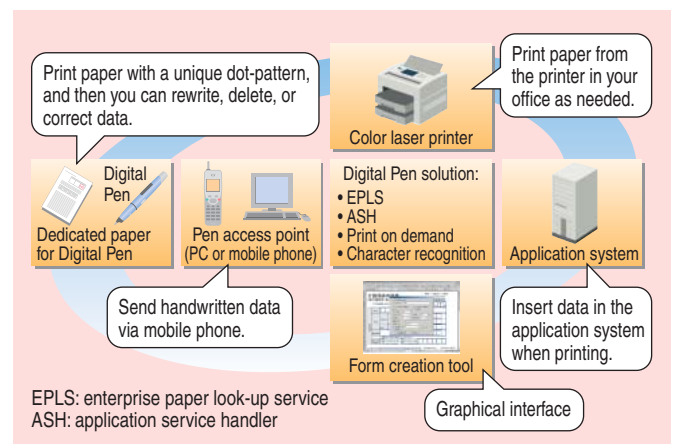 Print paper with a unique dot-pattern,
and then you can rewrite, delete, or
correct data.
Color laser printer
Print paper from
the printer in your
office as needed.
Digital
Pen
Dedicated paper
for Digital Pen
Pen access point
(PC or mobile phone)
Digital Pen solution:
• EPLS
• ASH
• Print on demand
• Character recognition
Application system
Send handwritten data
via mobile phone.
Form creation tool
Insert data in the
application system
when printing.
Graphical interface
EPLS: enterprise paper look-up service
ASH: application service handler